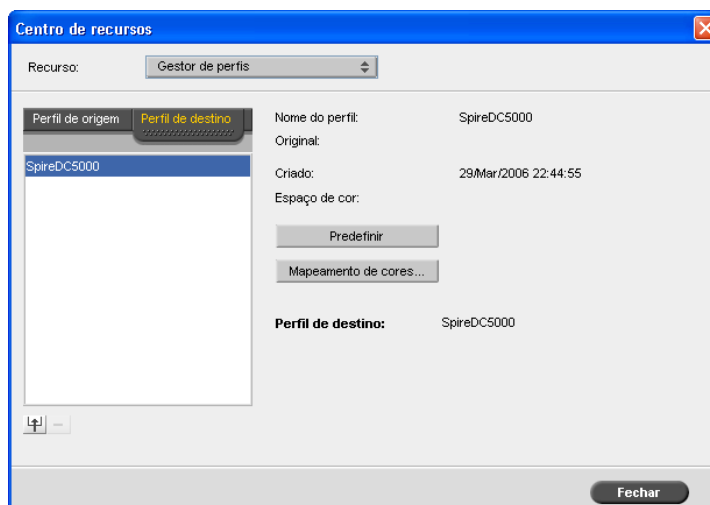 Centro de recursos
Recurso: Gestor de perfis
Perfil de origem Perfil de destino
SpireDC5000
Nome do perfil: SpireDC5000
Original:
Criado: 29/Mar/2006 22:44:55
Espaço de cor:
Predefinir
Mapeamento de cores...
Perfil de destino: SpireDC5000
Fechar